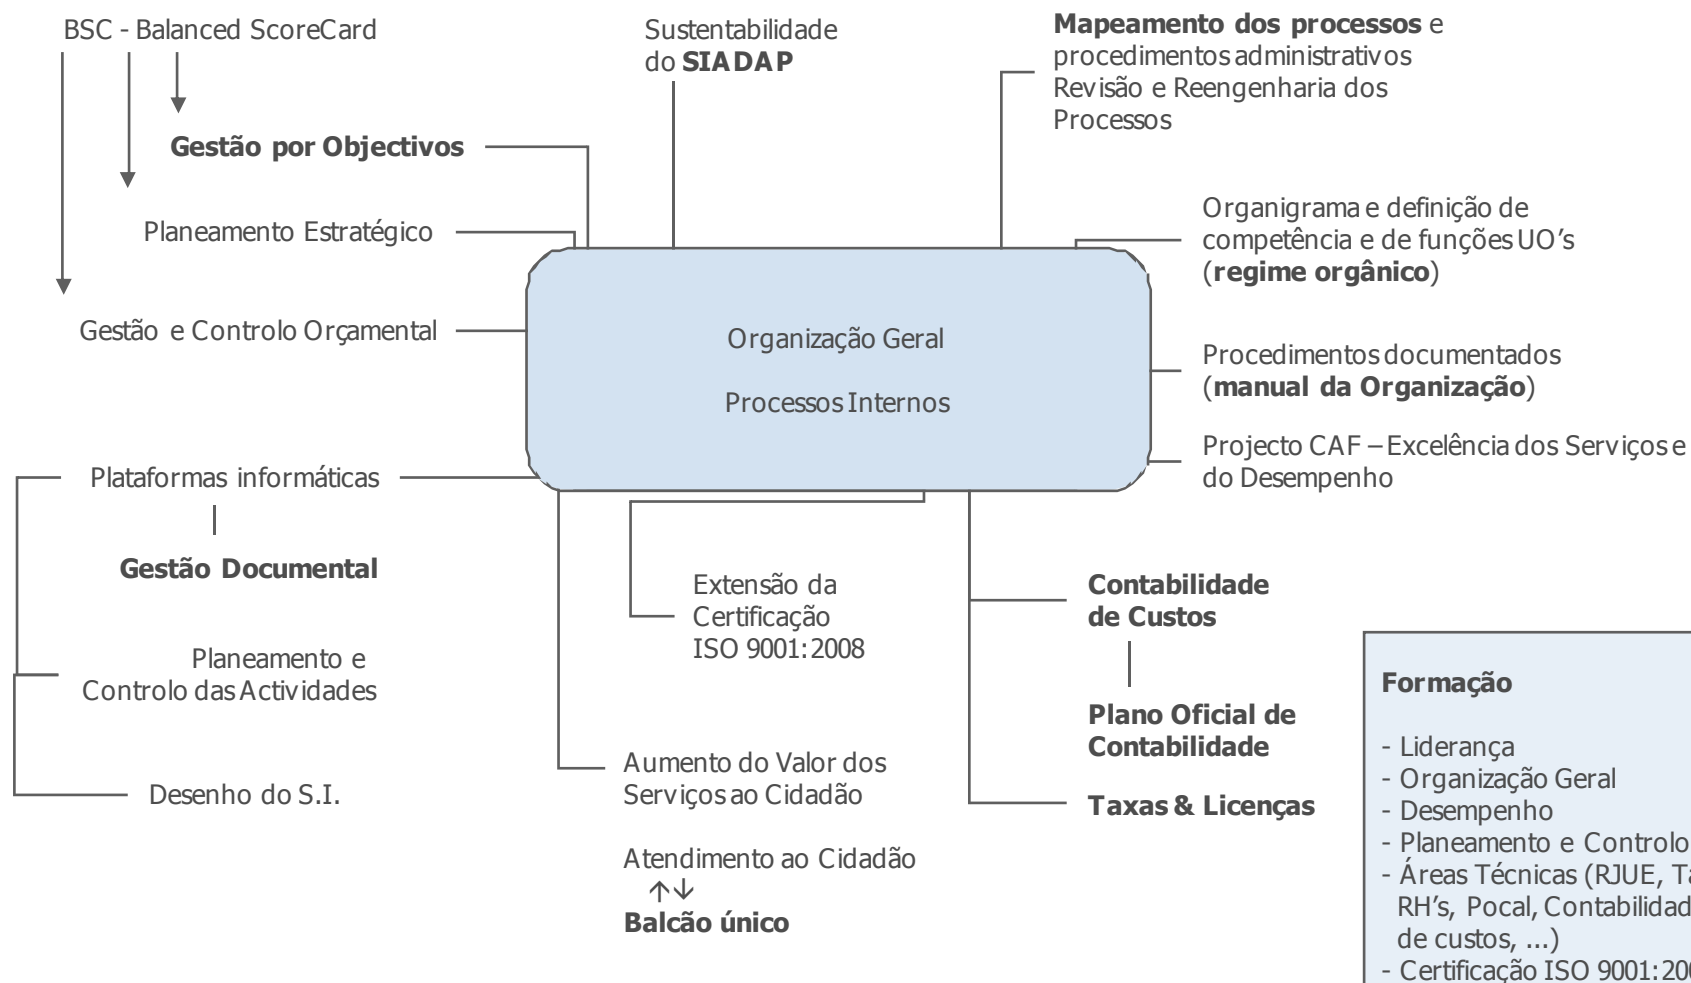 BSC - Balanced ScoreCard
Sustentabilidade
do SIADAP
Mapeamento dos processos e
procedimentos administrativos
Revisão e Reengenharia dos
Processos
Gestão por Objectivos
Planeamento Estratégico
Gestão e Controlo Orçamental
Organigrama e definição de
competência e de funções UO’s
(regime orgânico)
Organização Geral
Processos Internos
Procedimentos documentados
(manual da Organização)
Projecto CAF – Excelência dos Serviços e
do Desempenho
Plataformas informáticas
Gestão Documental
Planeamento e
Controlo das Actividades
Desenho do S.I.
Extensão da
Certificação
ISO 9001:2008
Aumento do Valor dos
Serviços ao Cidadão
Atendimento ao Cidadão
↑↓
Balcão único
Contabilidade
de Custos
Plano Oficial de
Contabilidade
Taxas & Licenças
Formação
- Liderança
- Organização Geral
- Desempenho
- Planeamento e Controlo
- Áreas Técnicas (RJUE,
RH’s, Pocal,
de custos, ...)
- Certificação ISO